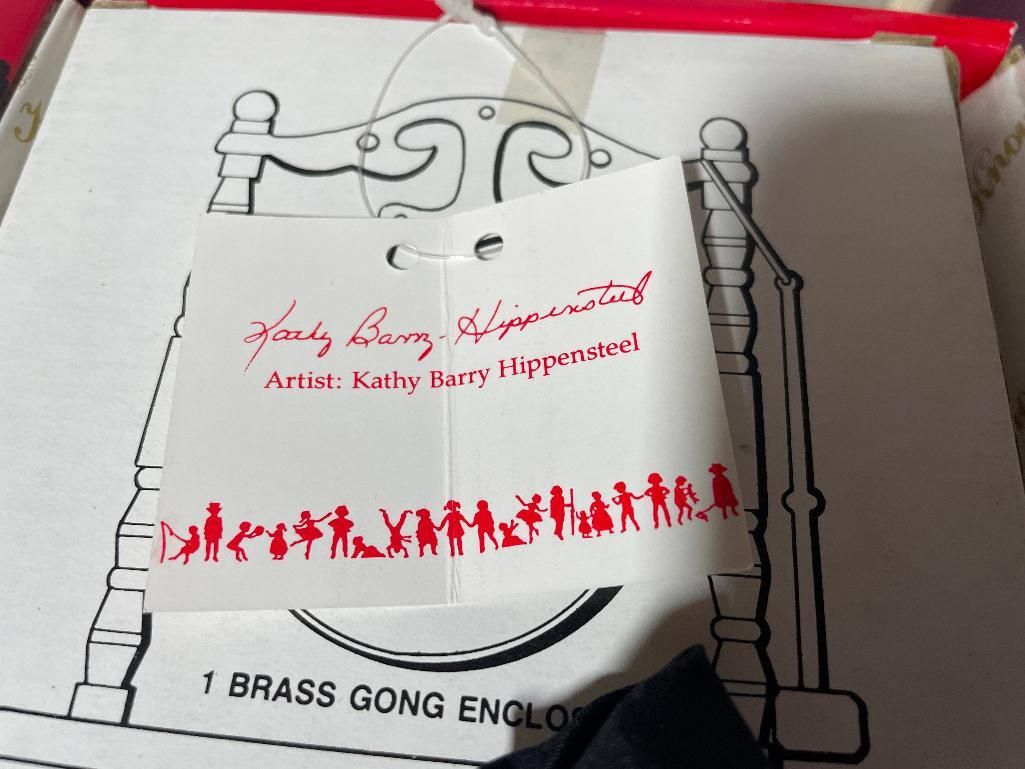 Kathy Barry-Hippensteel
Artist: Kathy Barry Hippensteel
1 BRASS GONG ENCLO